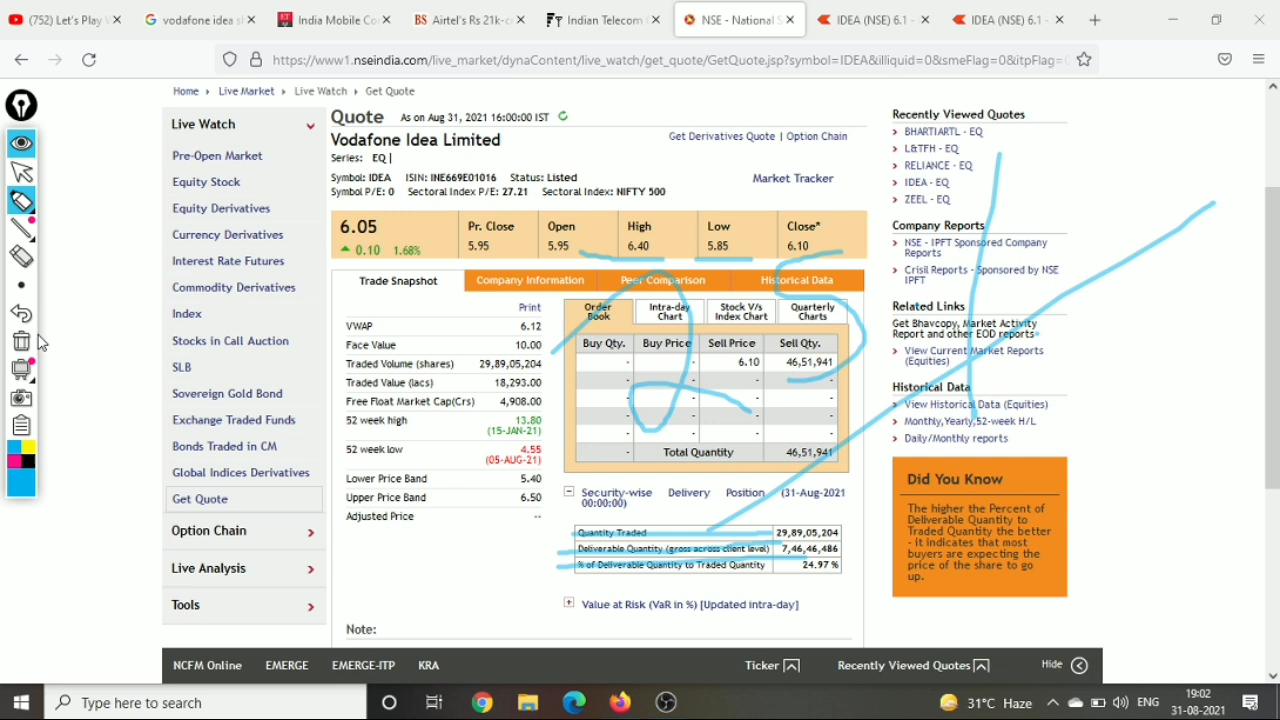 (752) Let's Play V
vodafone idea s
India Mobile Co
BS Airtel's Rs 21k-c
Indian Telecom
NSE - National S
IDEA (NSE) 6.1 -
IDEA (NSE) 6.1 -
https://www1.nseindia.com/live_market/dynaContent/live_watch/get_quote/GetQuote.jsp?symbol=IDEA&illiquid=0&smeFlag=0&itpFlag=0
Home Live Market Live Watch Get Quote
Live Watch
Pre-Open Market
Equity Stock
Equity Derivatives
Currency Derivatives
Interest Rate Futures
Commodity Derivatives
Index
Stocks in Call Auction
SLB
Sovereign Gold Bond
Exchange Traded Funds
Bonds Traded in CM
Global Indices Derivatives
Get Quote
Option Chain
Live Analysis
Tools
Quote As on Aug 31, 2021 16:00:00 IST
Vodafone Idea Limited
Get Derivatives Quote | Option Chain
Series: EQ |
Symbol: IDEA ISIN: INE669E01016 Status: Listed
Market Tracker
Symbol P/E: 0 Sectoral Index P/E: 27.21 Sectoral Index: NIFTY 500
6.05 Pr. Close Open High Low Close*
0.10 1.68% 5.95 5.95 6.40 5.85 6.10
Trade Snapshot Company Information Peer Comparison Historical Data
Print
VWAP 6.12
Face Value 10.00
Traded Volume (shares) 29,89,05,204
Traded Value (lacs) 18,293.00
Free Float Market Cap(Crs) 4,908.00
52 week high 13.80
(15-JAN-21)
52 week low 4.55
(05-AUG-21)
Lower Price Band 5.40
Upper Price Band 6.50
Adjusted Price --
Order Book
Intra-day Chart
Stock V/s Index Chart
Quarterly Charts
Buy Qty. Buy Price Sell Price Sell Qty.
- - 6.10 46,51,941
- - - -
- - - -
- - - -
- - - -
- Total Quantity 46,51,941
Security-wise Delivery Position (31-Aug-2021
00:00:00)
Quantity Traded 29,89,05,204
Deliverable Quantity (gross across client level) 7,46,46,486
% of Deliverable Quantity to Traded Quantity 24.97 %
Value at Risk (VaR in %) [Updated intra-day]
Note:
25
Recently Viewed Quotes
BHARTIARTL - EQ
L&TFH - EQ
RELIANCE - EQ
IDEA - EQ
ZEEL - EQ
Company Reports
NSE - IPFT Sponsored Company
Reports
Crisil Reports - Sponsored by NSE
IPFT
Related Links
Get Bhavcopy, Market Activity
Report and other EOD reports
View Current Market Reports
(Equities)
Historical Data
View Historical Data (Equities)
Monthly,Yearly,52-week H/L
Daily/Monthly reports
Did You Know
The higher the Percent of
Deliverable Quantity to
Traded Quantity the better
- it indicates that most
buyers are expecting the
price of the share to go
up.
NCFM Online EMERGE EMERGE-ITP KRA Ticker Recently Viewed Quotes Hide
Type here to search
31°C Haze
ENG
19:02
31-08-2021